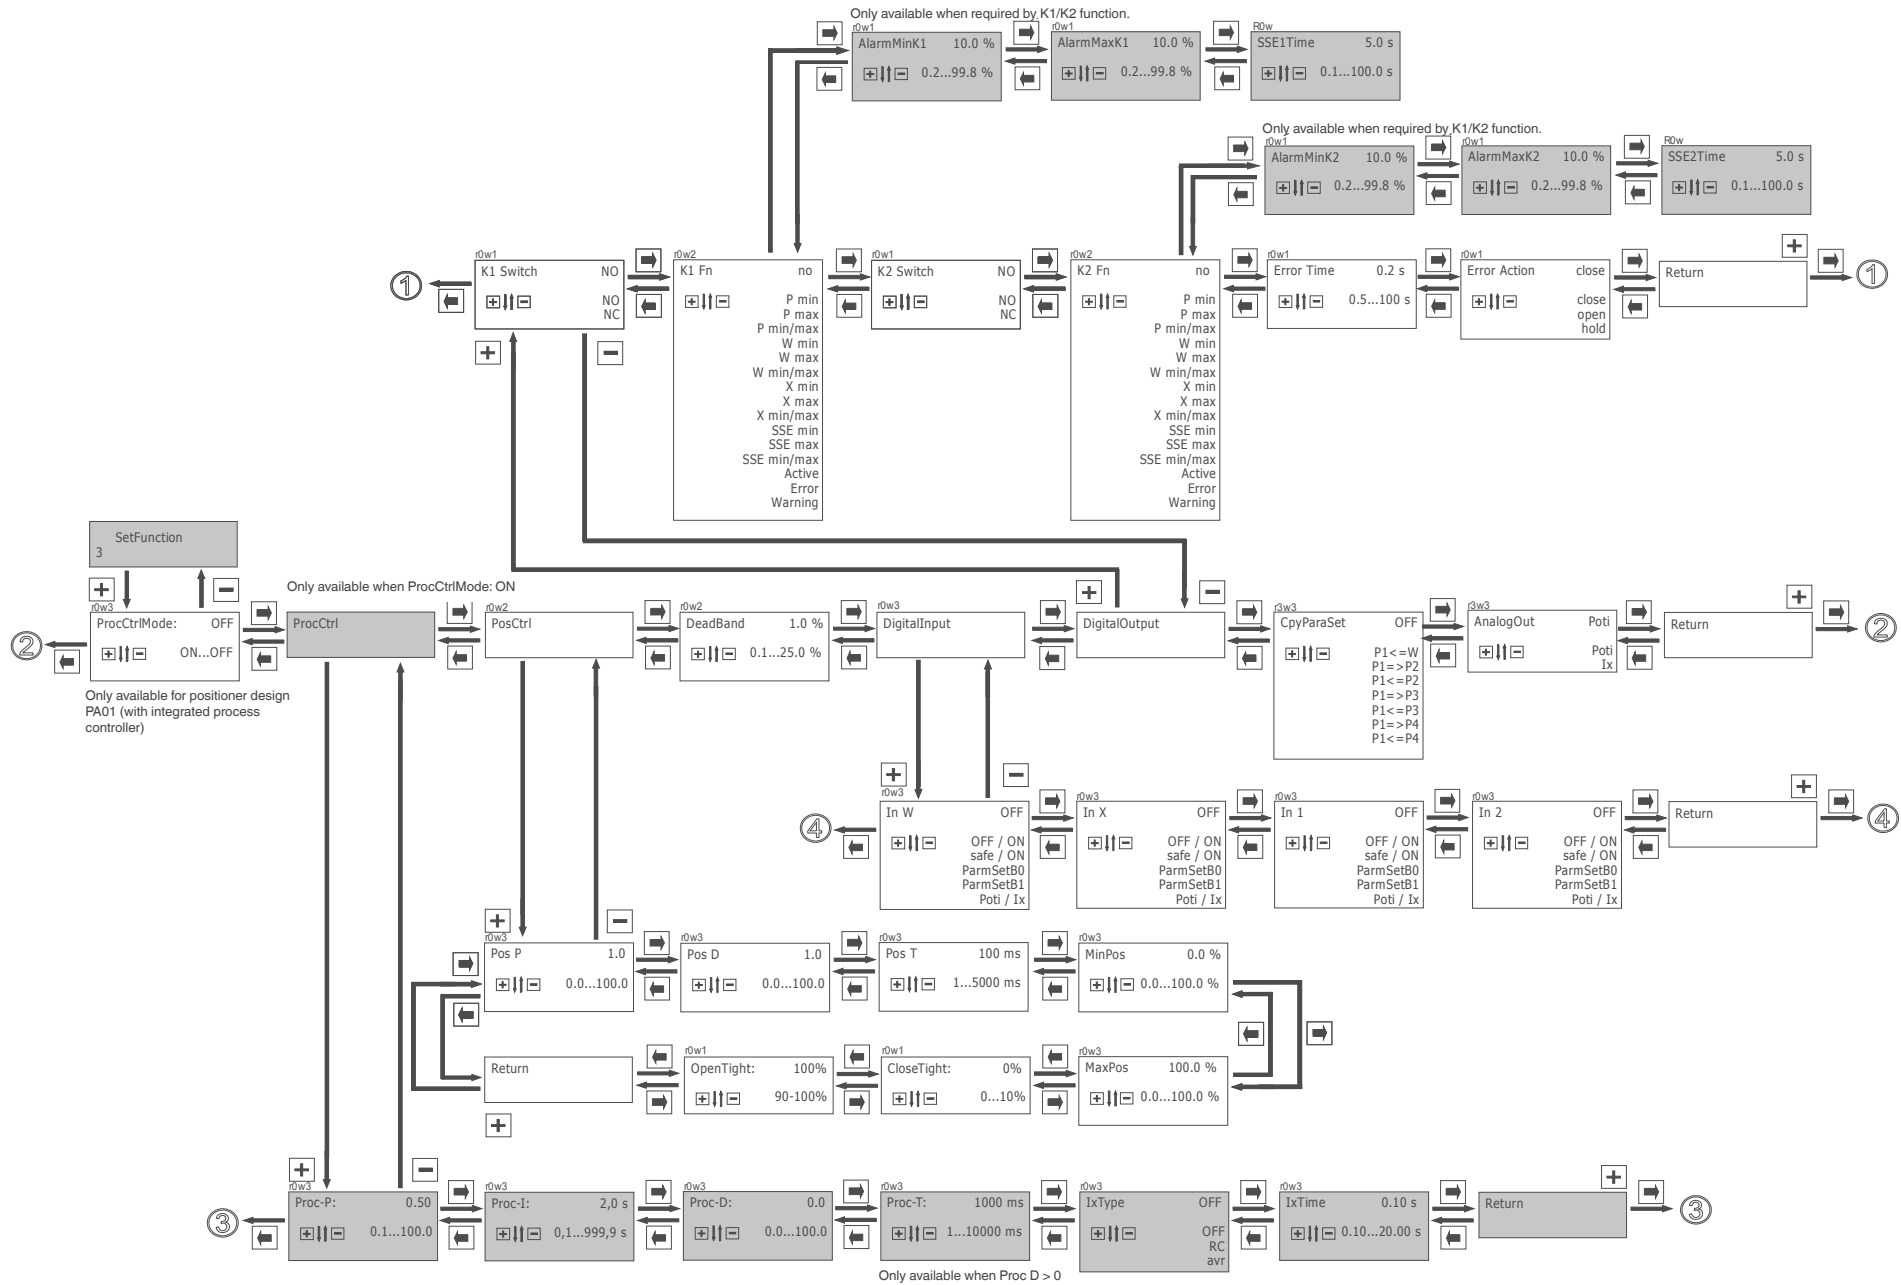 Only available when required by K1/K2 function.
r0w1
AlarmMinK1 10.0 %
0.2...99.8 %
r0w1
AlarmMaxK1 10.0 %
0.2...99.8 %
R0w
SSE1Time 5.0 s
0.1...100.0 s
Only available when required by K1/K2 function.
r0w1
AlarmMinK2 10.0 %
0.2...99.8 %
r0w1
AlarmMaxK2 10.0 %
0.2...99.8 %
R0w
SSE2Time 5.0 s
0.1...100.0 s
1
r0w1
K1 Switch NO
NO
NC
r0w2
K1 Fn no
P min
P max
P min/max
W min
W max
W min/max
X min
X max
X min/max
SSE min
SSE max
SSE min/max
Active
Error
Warning
r0w1
K2 Switch NO
NO
NC
r0w2
K2 Fn no
P min
P max
P min/max
W min
W max
W min/max
X min
X max
X min/max
SSE min
SSE max
SSE min/max
Active
Error
Warning
r0w1
Error Time 0.2 s
0.5...100 s
r0w1
Error Action close
close
open
hold
Return
1
SetFunction
3
2
r0w3
ProcCtrlMode: OFF
ON...OFF
Only available for positioner design
PA01 (with integrated process
controller)
Only available when ProcCtrlMode: ON
ProcCtrl
r0w2
PosCtrl
r0w2
DeadBand 1.0 %
0.1...25.0 %
r0w3
DigitalInput
DigitalOutput
r3w3
CpyParaSet OFF
P1<=W
P1=>P2
P1<=P2
P1=>P3
P1<=P3
P1=>P4
P1<=P4
r3w3
AnalogOut Poti
Poti
Ix
Return
2
4
r0w3
In W OFF
OFF / ON
safe / ON
ParmSetB0
ParmSetB1
Poti / Ix
r0w3
In X OFF
OFF / ON
safe / ON
ParmSetB0
ParmSetB1
Poti / Ix
r0w3
In 1 OFF
OFF / ON
safe / ON
ParmSetB0
ParmSetB1
Poti / Ix
r0w3
In 2 OFF
OFF / ON
safe / ON
ParmSetB0
ParmSetB1
Poti / Ix
Return
4
r0w3
Pos P 1.0
0.0...100.0
r0w3
Pos D 1.0
0.0...100.0
r0w3
Pos T 100 ms
1...5000 ms
r0w3
MinPos 0.0 %
0.0...100.0 %
Return
r0w1
OpenTight: 100%
90-100%
r0w1
CloseTight: 0%
0...10%
r0w3
MaxPos 100.0 %
0.0...100.0 %
3
r0w3
Proc-P: 0.50
0.1...100.0
r0w3
Proc-I: 2,0 s
0,1...999,9 s
r0w3
Proc-D: 0.0
0.0...100.0
r0w3
Proc-T: 1000 ms
1...10000 ms
r0w3
IxType OFF
OFF
RC
avr
r0w3
IxTime 0.10 s
0.10...20.00 s
Return
3
Only available when Proc D > 0